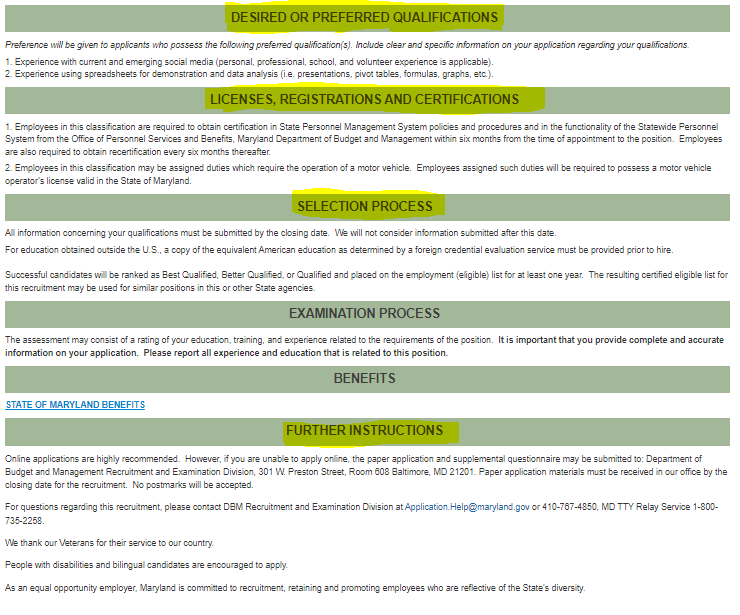 DESIRED OR PREFERRED QUALIFICATIONS
Preference will be given to applicants who possess the following preferred qualification(s). Include clear and specific information on your application regarding your qualifications.
1. Experience with current and emerging social media (personal, professional, school, and volunteer experience is applicable).
2. Experience using spreadsheets for demonstration and data analysis (i.e. presentations, pivot tables, formulas, graphs, etc.).
LICENSES, REGISTRATIONS AND CERTIFICATIONS
1. Employees in this classification are required to obtain certification in State Personnel Management System policies and procedures and in the functionality of the Statewide Personnel
System from the Office of Personnel Services and Benefits, Maryland Department of Budget and Management within six months from the time of appointment to the position. Employees
are also required to obtain recertification every six months thereafter.
2. Employees in this classification may be assigned duties which require the operation of a motor vehicle. Employees assigned such duties will be required to possess a motor vehicle
operator's license valid in the State of Maryland.
SELECTION PROCESS
All information concerning your qualifications must be submitted by the closing date. We will not consider information submitted after this date.
For education obtained outside the U.S., a copy of the equivalent American education as determined by a foreign credential evaluation service must be provided prior to hire.
Successful candidates will be ranked as Best Qualified, Better Qualified, or Qualified and placed on the employment (eligible) list for at least one year. The resulting certified eligible list for
this recruitment may be used for similar positions in this or other State agencies.
EXAMINATION PROCESS
The assessment may consist of a rating of your education, training, and experience related to the requirements of the position. It is important that you provide complete and accurate
information on your application. Please report all experience and education that is related to this position.
BENEFITS
STATE OF MARYLAND BENEFITS
FURTHER INSTRUCTIONS
Online applications are highly recommended. However, if you are unable to apply online, the paper application and supplemental questionnaire may be submitted to: Department of
Budget and Management Recruitment and Examination Division, 301 W. Preston Street, Room 608 Baltimore, MD 21201. Paper application materials must be received in our office by the
closing date for the recruitment. No postmarks will be accepted.
For questions regarding this recruitment, please contact DBM Recruitment and Examination Division at Application.Help@maryland.gov or 410-767-4850, MD TTY Relay Service 1-800-
735-2258.
We thank our Veterans for their service to our country.
People with disabilities and bilingual candidates are encouraged to apply.
As an equal opportunity employer, Maryland is committed to recruitment, retaining and promoting employees who are reflective of the State's diversity.